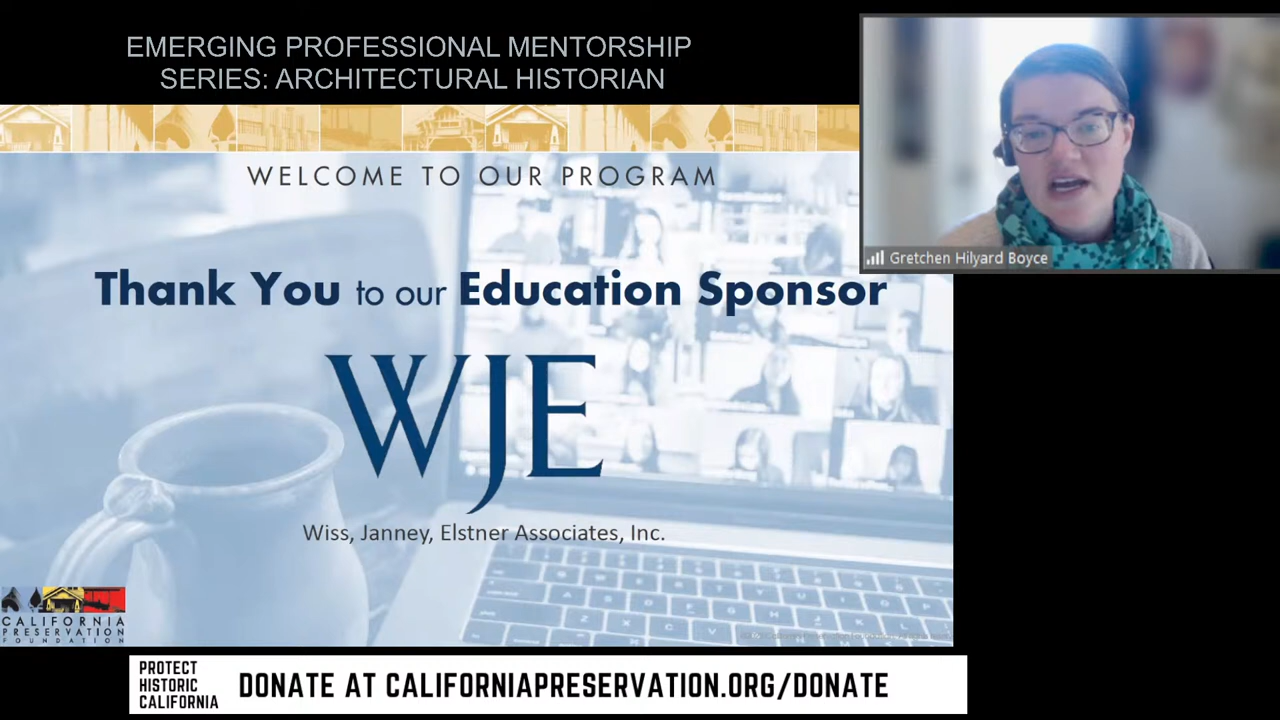 EMERGING PROFESSIONAL MENTORSHIP
SERIES: ARCHITECTURAL HISTORIAN
WELCOME TO OUR PROGRAM
Gretchen Hilyard Boyce
Thank You to our Education Sponsor
WJE
Wiss, Janney, Elstner Associates, Inc.
CALIFORNIA
PRESERVATION
FOUNDATION
PROTECT
HISTORIC
CALIFORNIA
DONATE AT CALIFORNIAPRESERVATION.ORG/DONATE